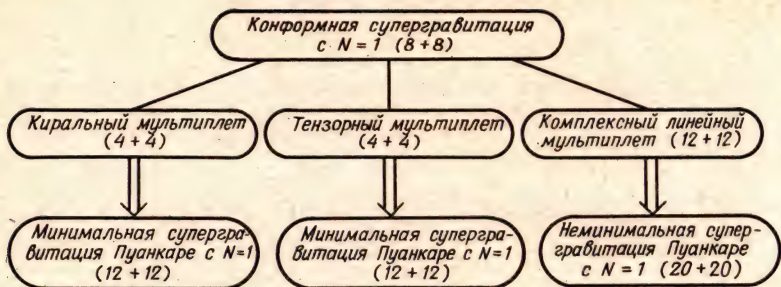 Конформная супергравитация
с N = 1 (8 + 8)
Киральный мультиплет
(4 + 4)
Тензорный мультиплет
(4 + 4)
Комплексный линейный
мультиплет (12 + 12)
Минимальная супергра-
витация Пуанкаре с N=1
(12 + 12)
Минимальная суперграв-
витация Пуанкаре с N=1
(12 + 12)
Неминимальная супер-
гравитация Пуанкаре
с N = 1 (20 + 20)